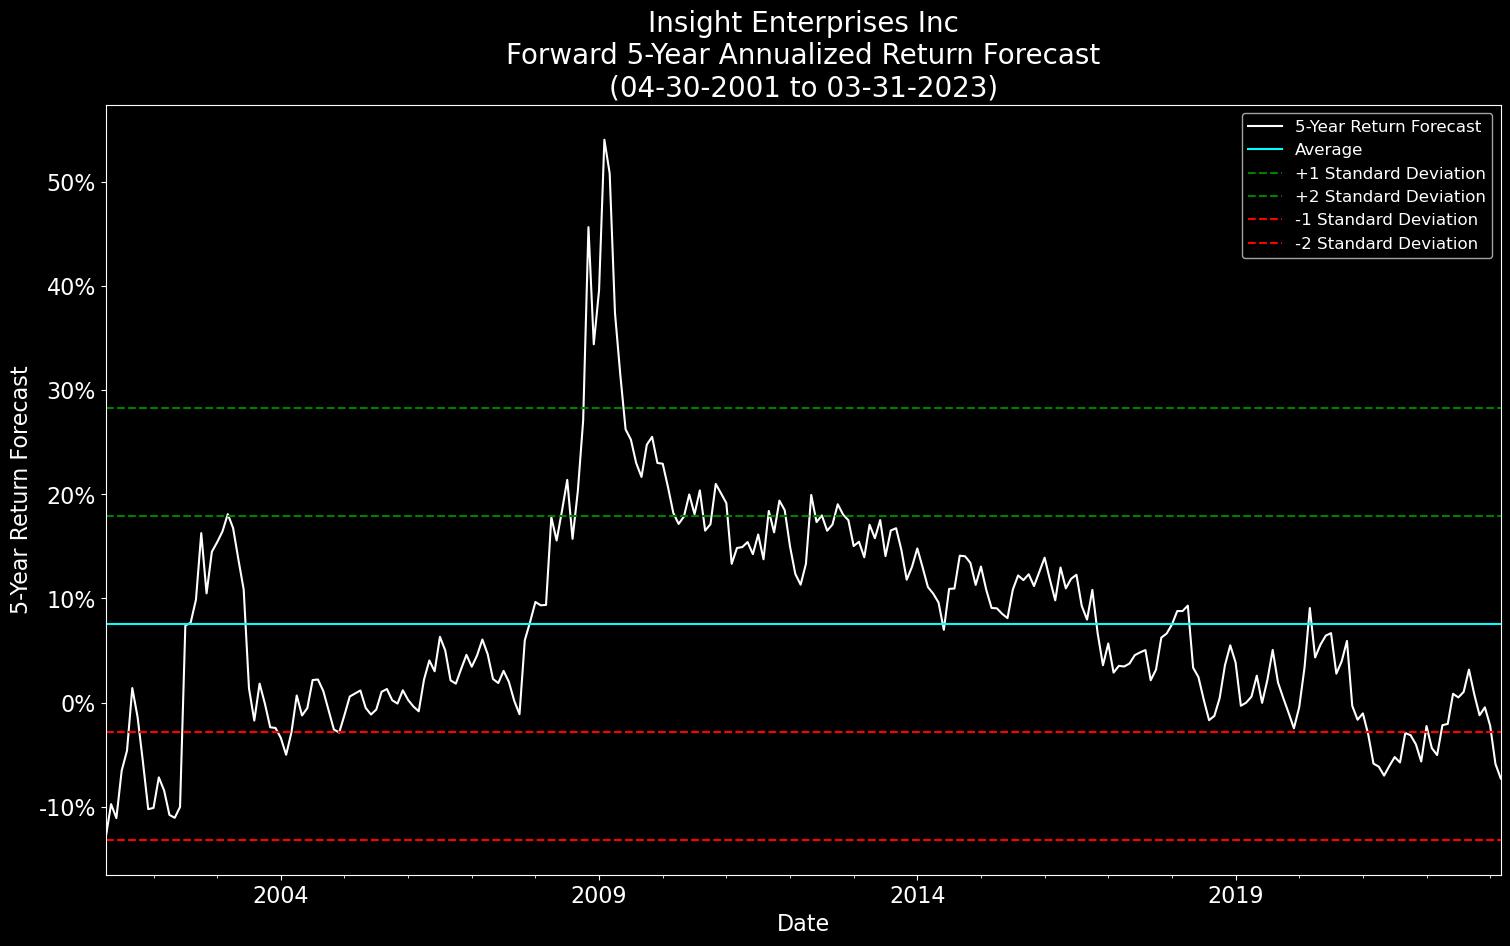 Insight Enterprises Inc
Forward 5-Year Annualized Return Forecast
(04-30-2001 to 03-31-2023)
5-Year Return Forecast
Average
+1 Standard Deviation
+2 Standard Deviation
-1 Standard Deviation
-2 Standard Deviation
5-Year Return Forecast
50%
40%
30%
20%
10%
0%
-10%
2004
2009
2014
2019
Date